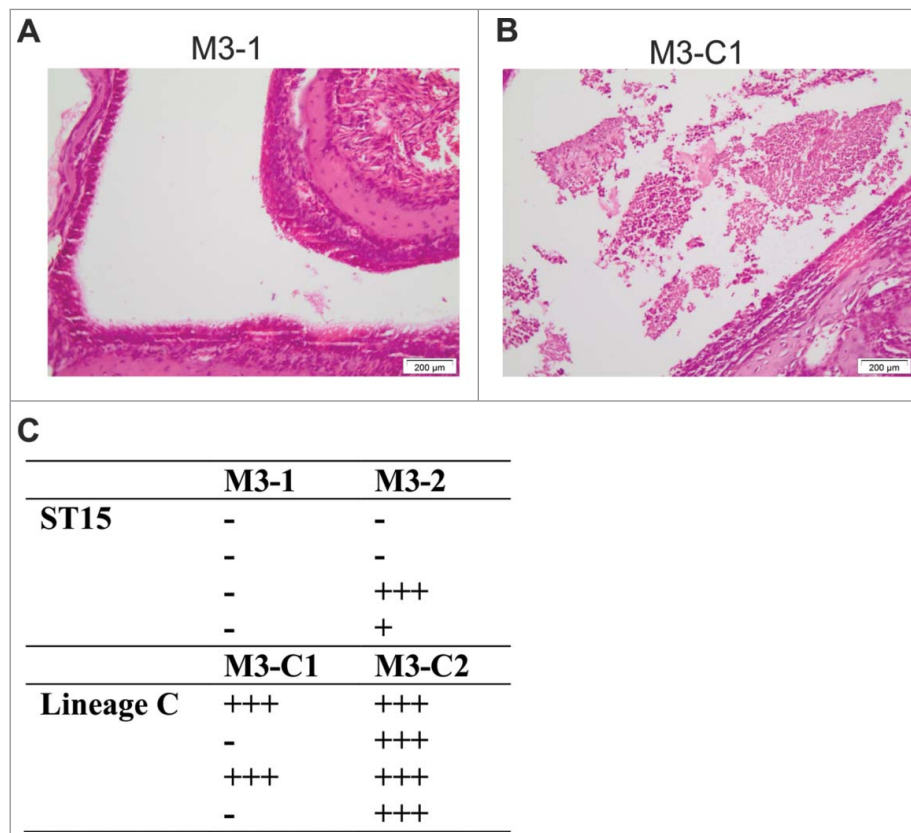 A
M3-1
200 µm
B
M3-C1
200 µm
C
M3-1 M3-2
ST15 - -
- -
- +++
- +
M3-C1 M3-C2
Lineage C +++ +++
- +++
+++ +++
- +++